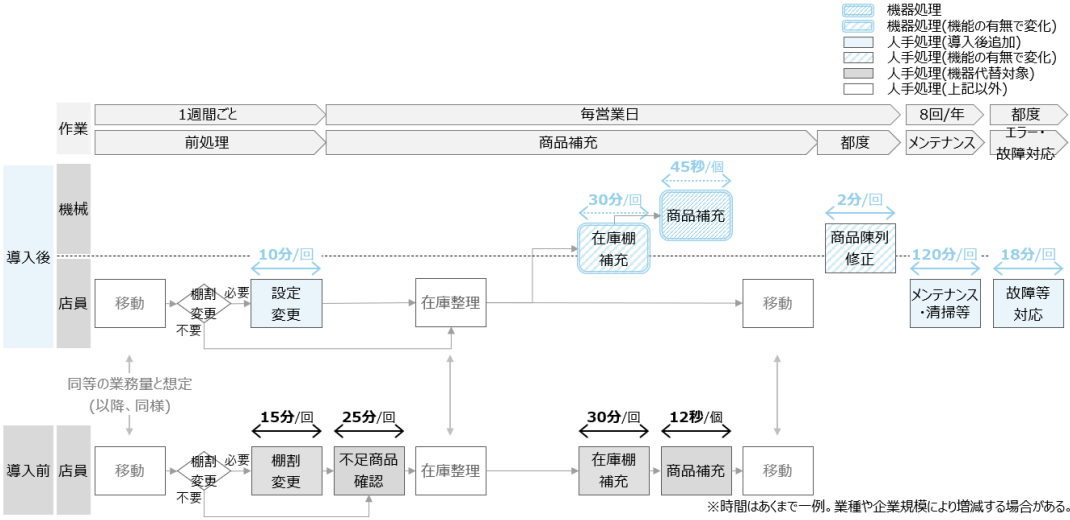 機器処理
機器処理(機能の有無で変化)
人手処理(導入後追加)
人手処理(機能の有無で変化)
人手処理(機器代替対象)
人手処理(上記以外)
作業
1週間ごと
毎営業日
8回/年
都度
前処理
商品補充
都度
メンテナンス
エラー・
故障対応
導入後
機械
45秒/個
商品補充
30分/回
在庫棚
補充
2分/回
商品陳列
修正
店員
移動
棚割
変更
必要
不要
10分/回
設定
変更
在庫整理
移動
120分/回
メンテナンス
・清掃等
18分/回
故障等
対応
同等の業務量と想定
(以降、同様)
導入前
店員
移動
棚割
変更
必要
不要
15分/回
棚割
変更
25分/回
不足商品
確認
在庫整理
30分/回
在庫棚
補充
12秒/個
商品補充
移動
※時間はあくまで一例。業種や企業規模により増減する場合がある。